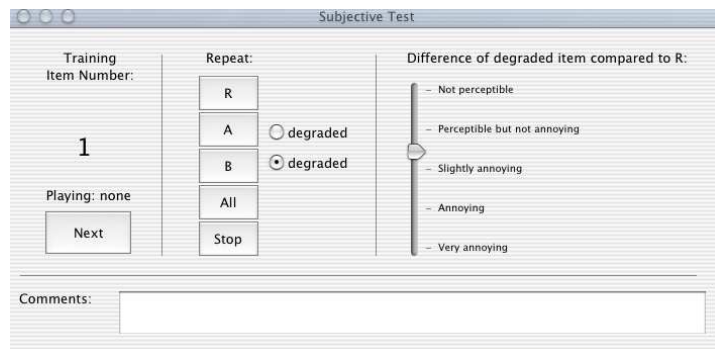 Subjective Test
Training
Item Number:
1
Playing: none
Next
Repeat:
R
A
degraded
B
degraded
All
Stop
Difference of degraded item compared to R:
– Not perceptible
– Perceptible but not annoying
– Slightly annoying
– Annoying
– Very annoying
Comments: